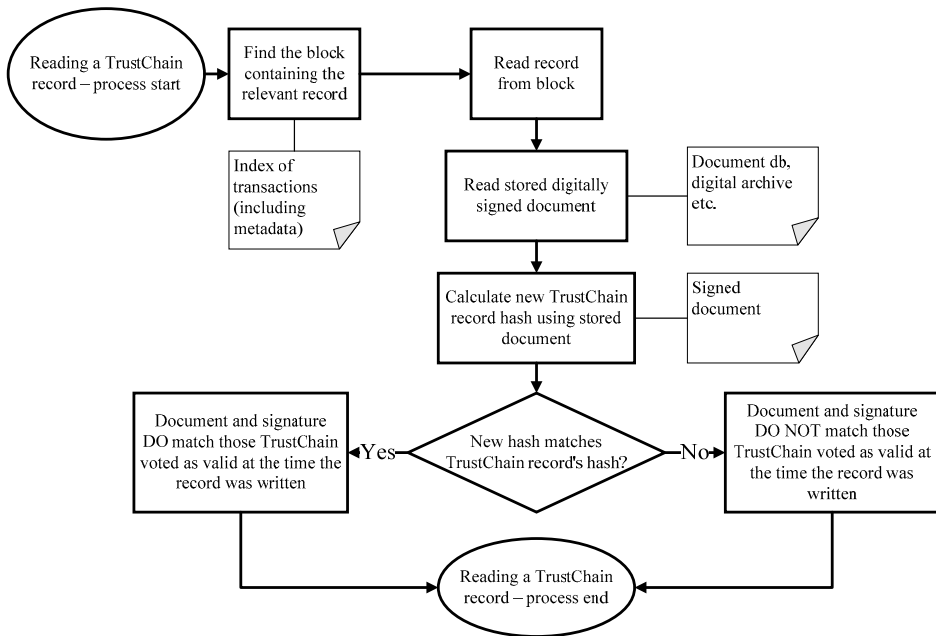 Reading a TrustChain
record – process start
Find the block
containing the
relevant record
Read record
from block
Index of
transactions
(including
metadata)
Read stored digitally
signed document
Document db,
digital archive
etc.
Calculate new TrustChain
record hash using stored
document
Signed
document
Document and signature
DO match those TrustChain
voted as valid at the time the
record was written
Yes
New hash matches
TrustChain record's hash?
No
Document and signature
DO NOT match those
TrustChain voted as valid
at the time the record was
written
Reading a TrustChain
record – process end